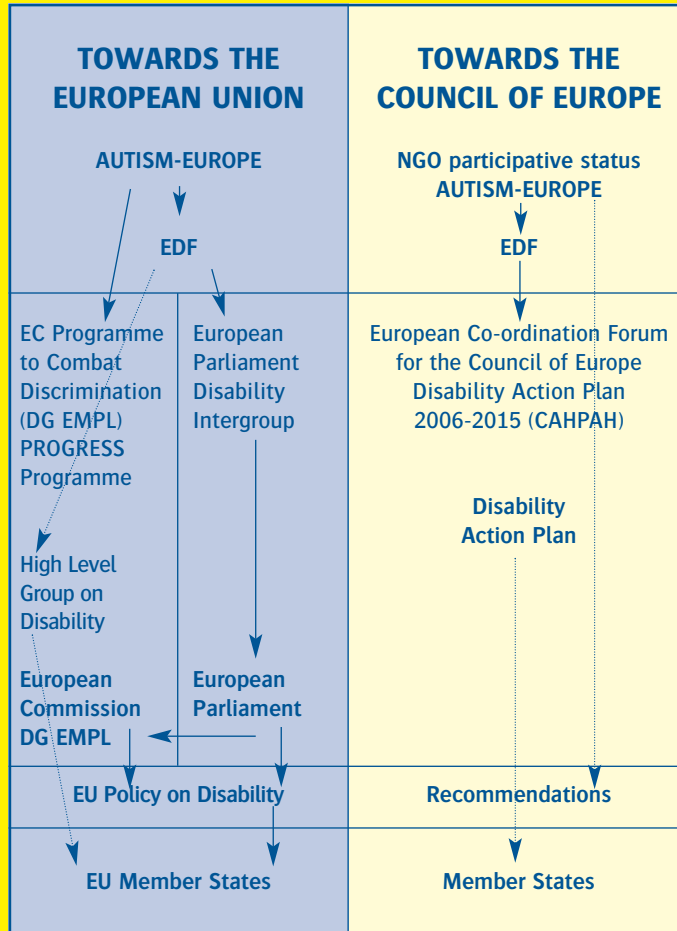 TOWARDS THE
EUROPEAN UNION
AUTISM-EUROPE
EDF
EC Programme
to Combat
Discrimination
(DG EMPL)
PROGRESS
Programme
European
Parliament
Disability
Intergroup
High Level
Group on
Disability
European
Commission
DG EMPL
European
Parliament
EU Policy on Disability
EU Member States
TOWARDS THE
COUNCIL OF EUROPE
NGO participative status
AUTISM-EUROPE
EDF
European Co-ordination Forum
for the Council of Europe
Disability Action Plan
2006-2015 (CAHPAH)
Disability
Action Plan
Recommendations
Member States